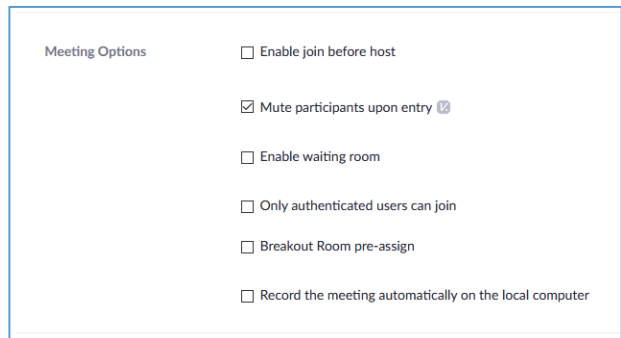 Meeting Options
Enable join before host
Mute participants upon entry
Enable waiting room
Only authenticated users can join
Breakout Room pre-assign
Record the meeting automatically on the local computer